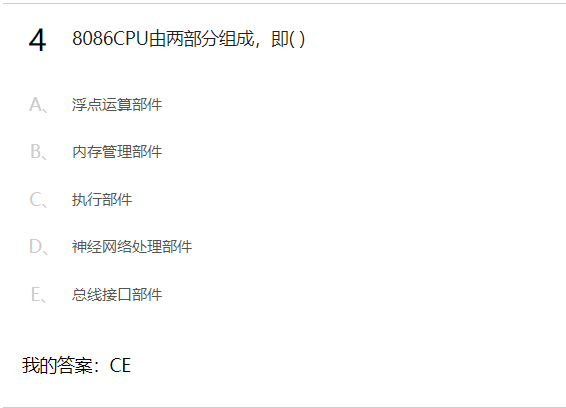 4 8086CPU由两部分组成，即( )
A、 浮点运算部件
B、 内存管理部件
C、 执行部件
D、 神经网络处理部件
E、 总线接口部件
我的答案：CE